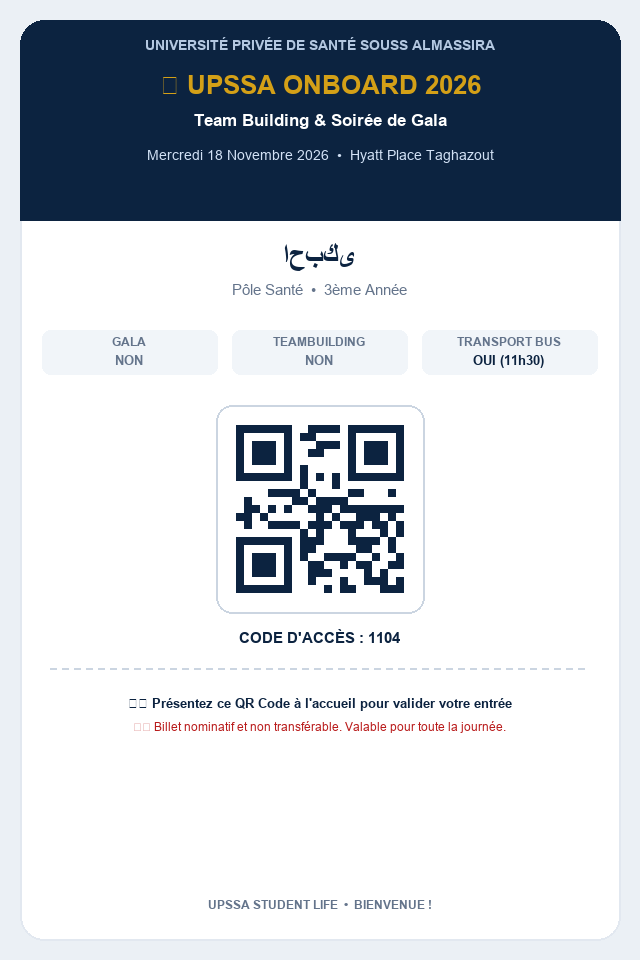 UNIVERSITÉ PRIVÉE DE SANTÉ SOUSS ALMASSIRA
UPSSA ONBOARD 2026
Team Building & Soirée de Gala
Mercredi 18 Novembre 2026 • Hyatt Place Taghazout
ىكبحا
Pôle Santé • 3ème Année
GALA
NON
TEAMBUILDING
NON
TRANSPORT BUS
OUI (11h30)
CODE D'ACCÈS : 1104
Présentez ce QR Code à l'accueil pour valider votre entrée
Billet nominatif et non transférable. Valable pour toute la journée.
UPSSA STUDENT LIFE • BIENVENUE !